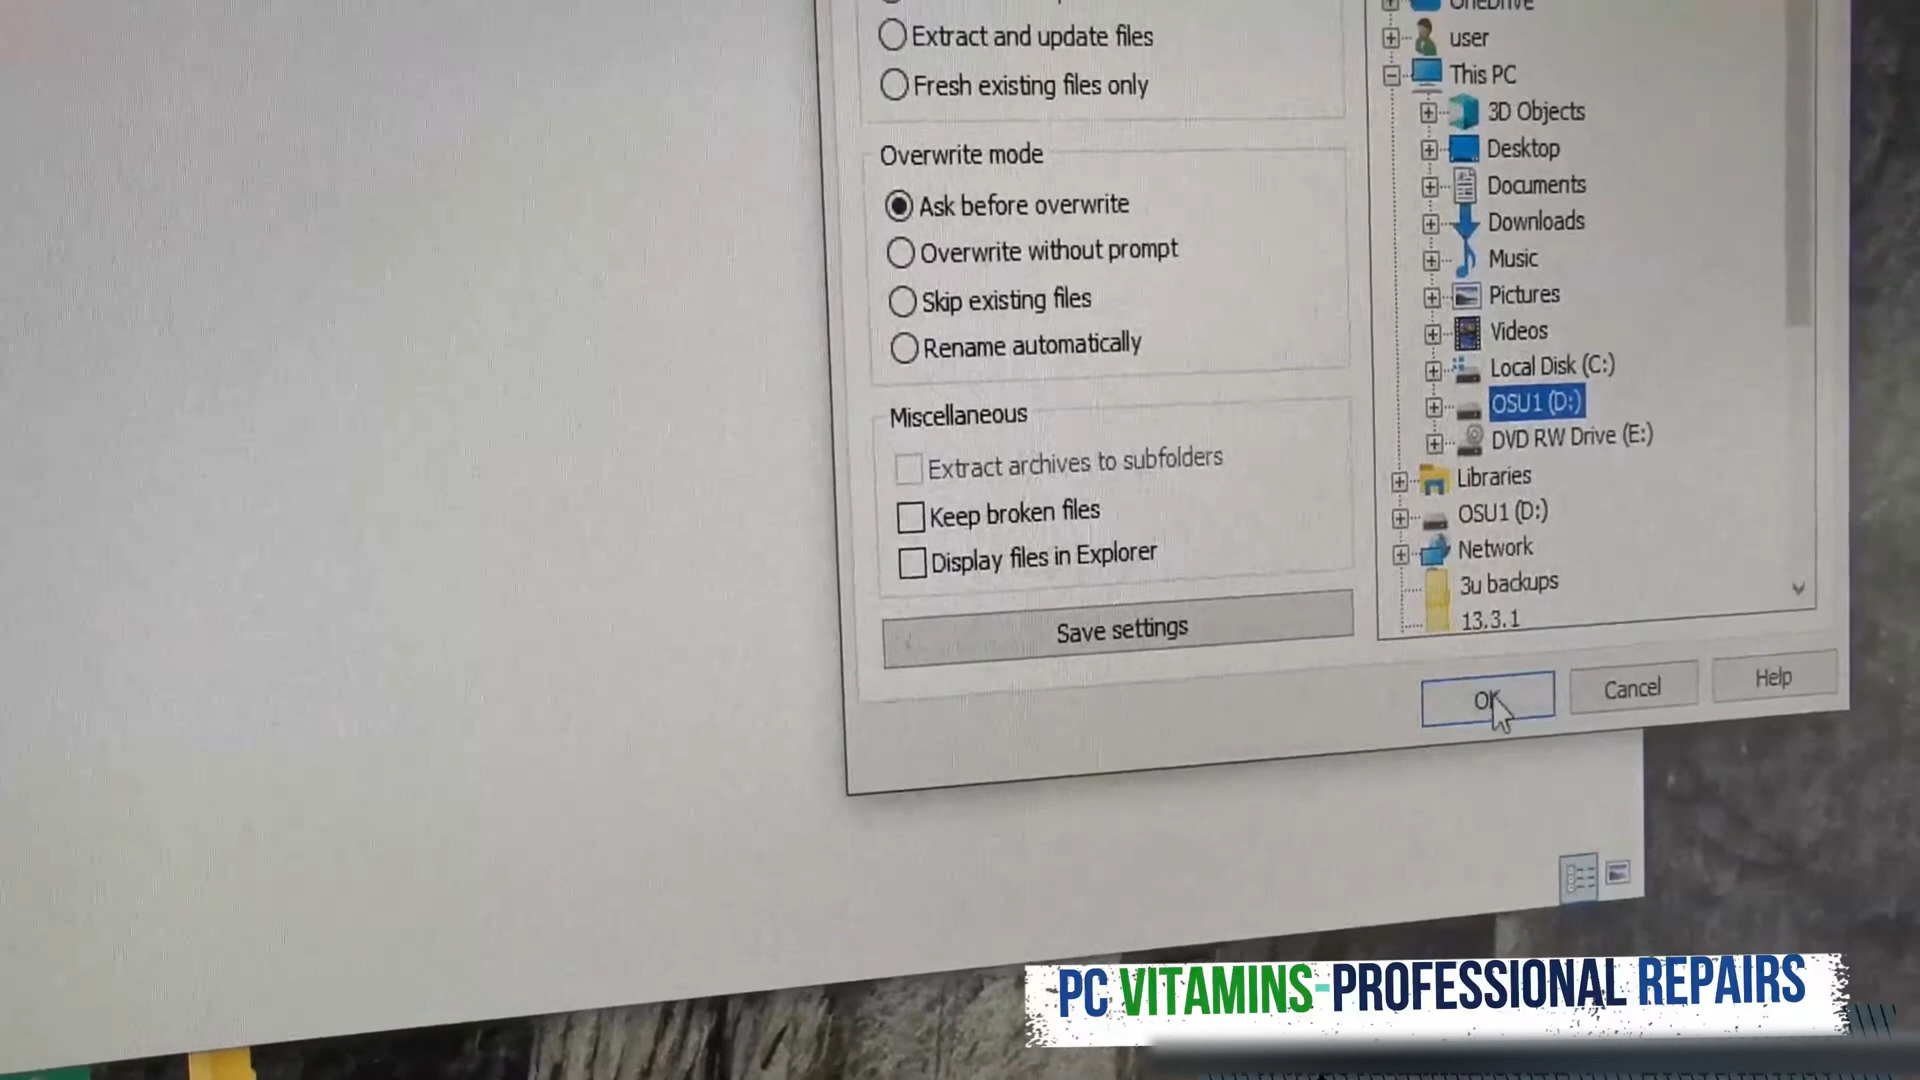 Extract and update files
Fresh existing files only
Overwrite mode
Ask before overwrite
Overwrite without prompt
Skip existing files
Rename automatically
Miscellaneous
Extract archives to subfolders
Keep broken files
Display files in Explorer
Save settings
OneDrive
user
This PC
3D Objects
Desktop
Documents
Downloads
Music
Pictures
Videos
Local Disk (C:)
OSU1 (D:)
DVD RW Drive (E:)
Libraries
OSU1 (D:)
Network
3u backups
13.3.1
OK
Cancel
Help
PC VITAMINS-PROFESSIONAL REPAIRS